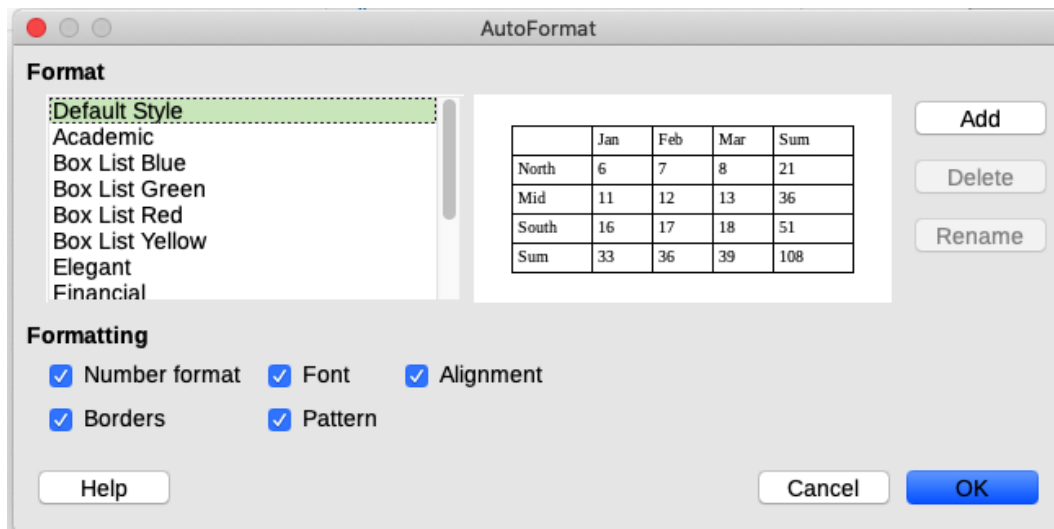 AutoFormat
Format
Default Style
Academic
Box List Blue
Box List Green
Box List Red
Box List Yellow
Elegant
Financial
Jan Feb Mar Sum
North 6 7 8 21
Mid 11 12 13 36
South 16 17 18 51
Sum 33 36 39 108
Add
Delete
Rename
Formatting
Number format Font Alignment
Borders Pattern
Help Cancel OK